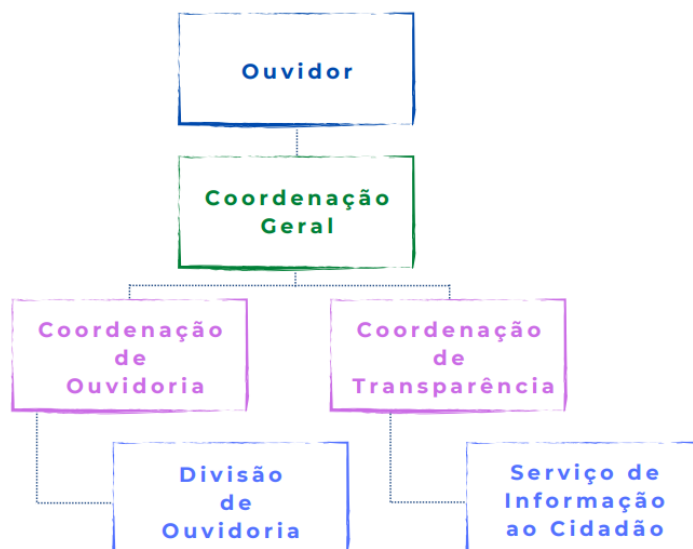 Ouvidor
Coordenação
Geral
Coordenação
de
Ouvidoria
Coordenação
de
Transparência
Divisão
de
Ouvidoria
Serviço de
Informação
ao Cidadão